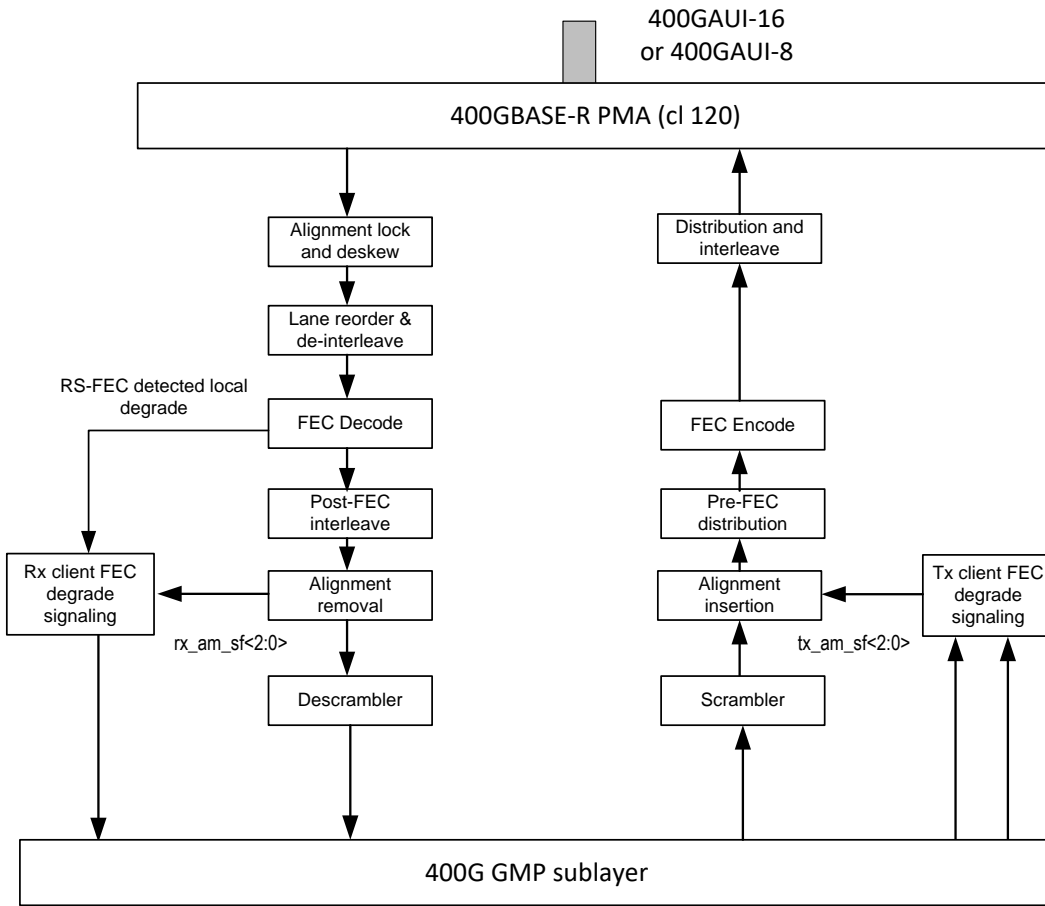 400GAUI-16
or 400GAUI-8
400GBASE-R PMA (cl 120)
Alignment lock
and deskew
Distribution and
interleave
Lane reorder &
de-interleave
RS-FEC detected local
degrade
FEC Decode
FEC Encode
Post-FEC
interleave
Pre-FEC
distribution
Rx client FEC
degrade
signaling
Alignment
removal
Alignment
insertion
Tx client FEC
degrade
signaling
rx_am_sf<2:0>
tx_am_sf<2:0>
Descrambler
Scrambler
400G GMP sublayer